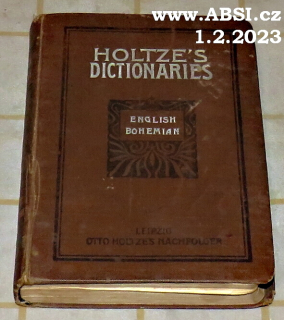 www.ABSI.cz
1.2.2023
HOLTZE'S
DICTIONARIES
ENGLISH
BOHEMIAN
LEIPZIG
OTTO HOLTZE'S NACHFOLGER